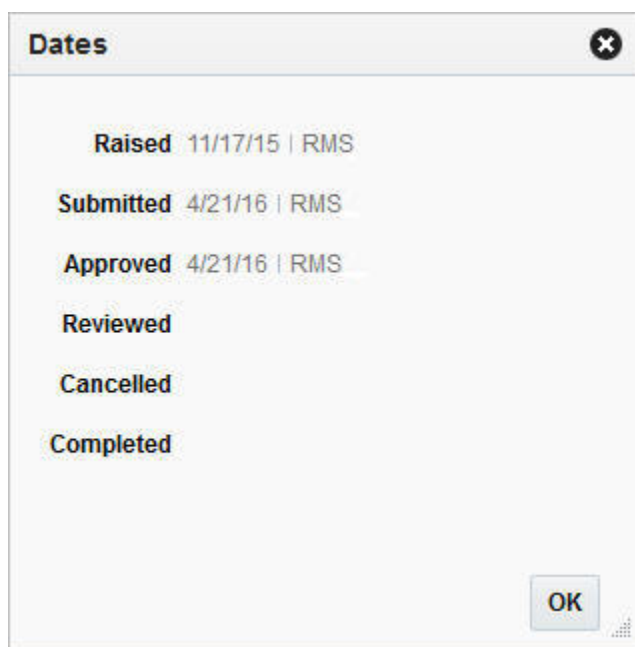 Dates
Raised 11/17/15 | RMS
Submitted 4/21/16 | RMS
Approved 4/21/16 | RMS
Reviewed
Cancelled
Completed
OK